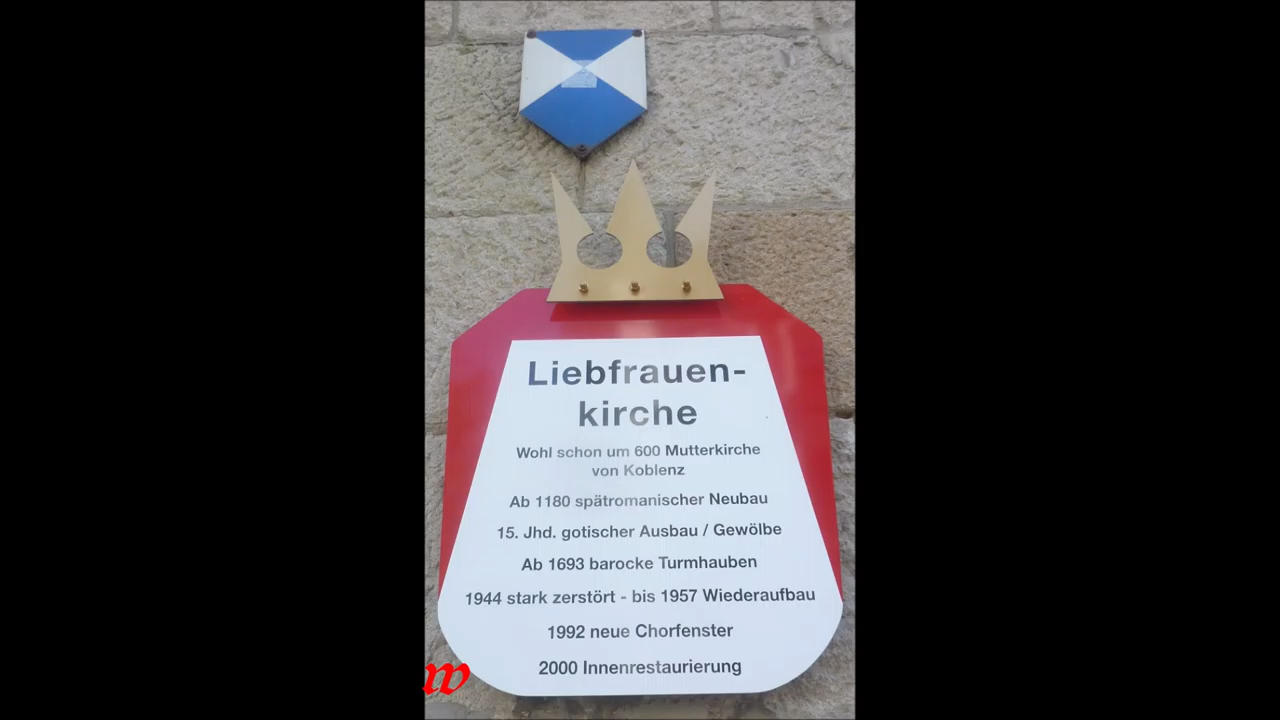 Liebfrauen-
kirche
Wohl schon um 600 Mutterkirche
von Koblenz
Ab 1180 spätromanischer Neubau
15. Jhd. gotischer Ausbau / Gewölbe
Ab 1693 barocke Turmhauben
1944 stark zerstört - bis 1957 Wiederaufbau
1992 neue Chorfenster
2000 Innenrestaurierung
w